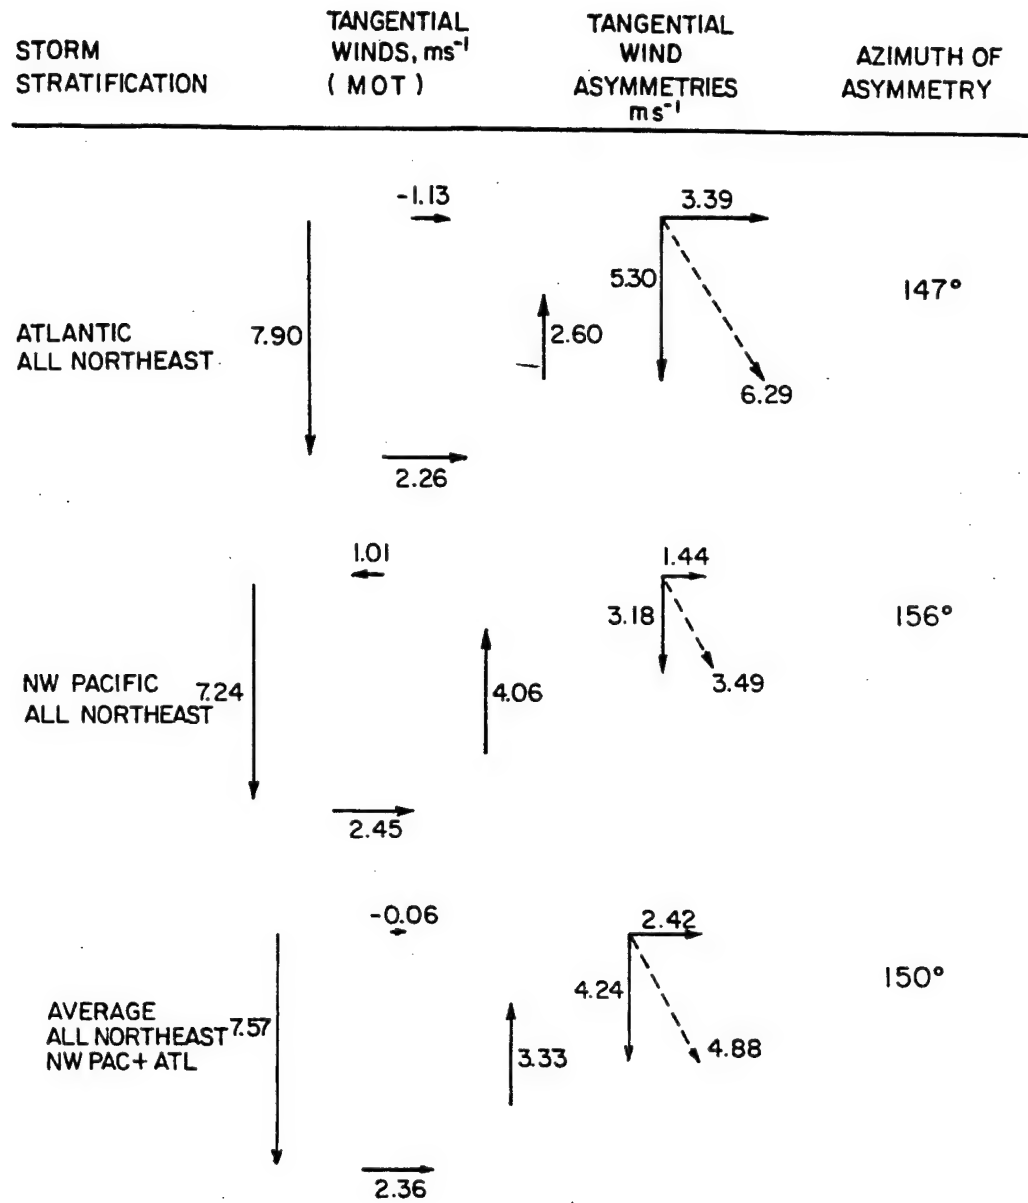 STORM
STRATIFICATION
TANGENTIAL
WINDS, ms⁻¹
( MOT )
TANGENTIAL
WIND
ASYMMETRIES
ms⁻¹
AZIMUTH OF
ASYMMETRY
ATLANTIC
ALL NORTHEAST
7.90
-1.13
2.60
2.26
3.39
5.30
6.29
147°
NW PACIFIC
ALL NORTHEAST
7.24
1.01
4.06
2.45
1.44
3.18
3.49
156°
AVERAGE
ALL NORTHEAST
NW PAC+ ATL
7.57
-0.06
3.33
2.36
2.42
4.24
4.88
150°